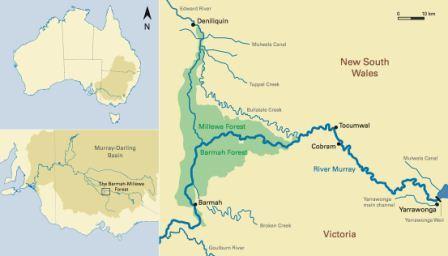 N
Murray-Darling
Basin
The Barmah-Millewa
Forest
Edward River
Deniliquin
Mulwala Canal
Tuppal Creek
Bullatale Creek
New South
Wales
0
10 km
Millewa Forest
Barmah Forest
Tocumwal
Cobram
River Murray
Mulwala Canal
Yarrawonga
main channel
Yarrawonga
Yarrawonga Weir
Barmah
Broken Creek
Goulburn River
Victoria